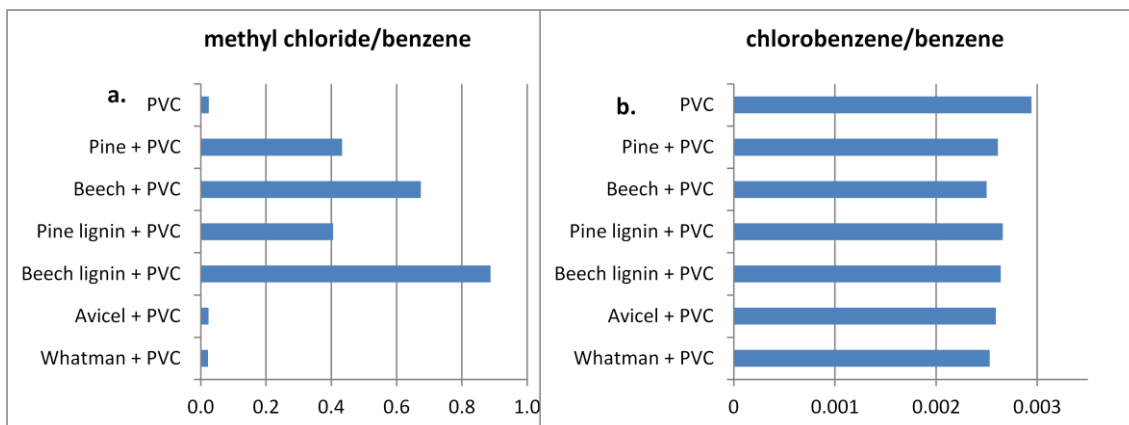 methyl chloride/benzene
a.
PVC
Pine + PVC
Beech + PVC
Pine lignin + PVC
Beech lignin + PVC
Avicel + PVC
Whatman + PVC
0.0 0.2 0.4 0.6 0.8 1.0
chlorobenzene/benzene
b.
PVC
Pine + PVC
Beech + PVC
Pine lignin + PVC
Beech lignin + PVC
Avicel + PVC
Whatman + PVC
0 0.001 0.002 0.003